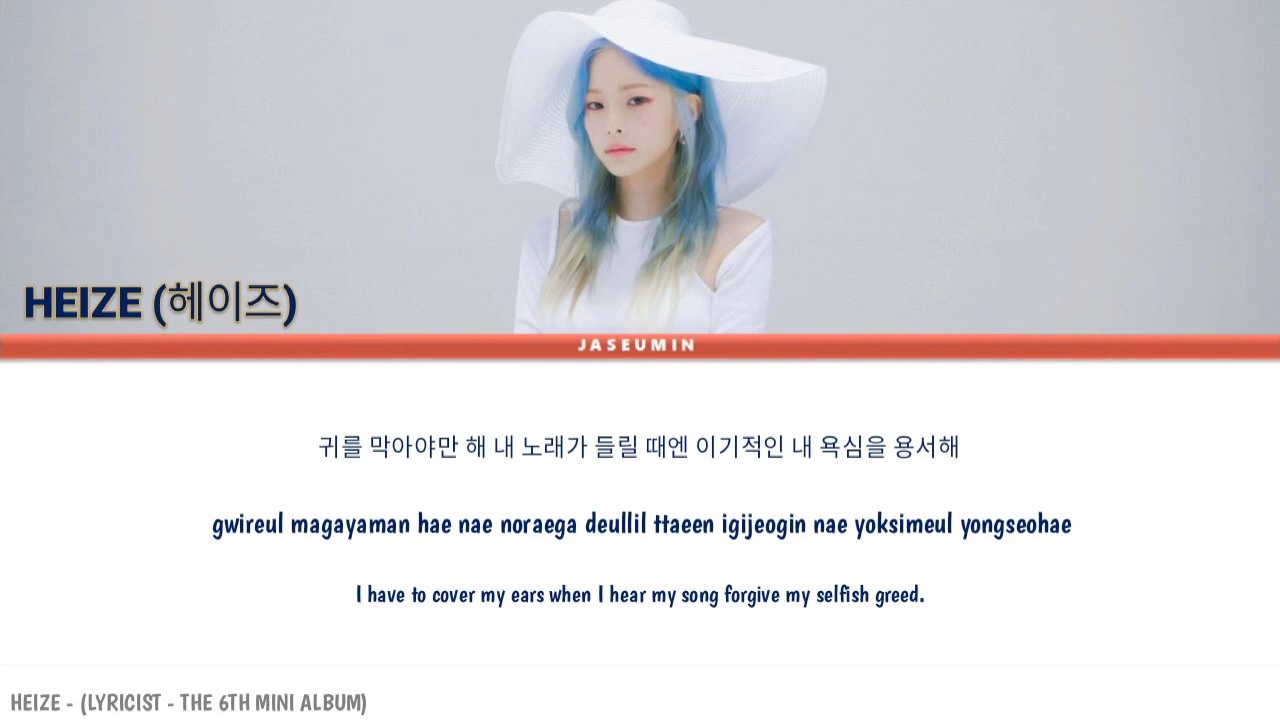 HEIZE (헤이즈)
JASEUMIN
귀를 막아야만 해 내 노래가 들릴 때엔 이기적인 내 욕심을 용서해
gwireul magayaman hae nae noraega deullil ttaeen igijeogin nae yoksimeul yongseohae
I have to cover my ears when I hear my song forgive my selfish greed.
HEIZE - (LYRICIST - THE 6TH MINI ALBUM)